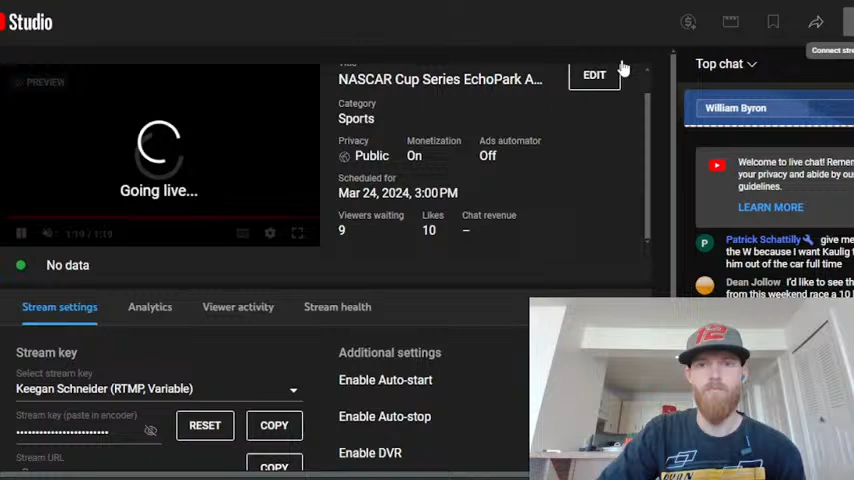 Studio
Connect stre
PREVIEW
Going live...
1:19 / 1:19
NASCAR Cup Series EchoPark A...
EDIT
Category
Sports
Privacy
Monetization
Ads automator
Public
On
Off
Scheduled for
Mar 24, 2024, 3:00 PM
Viewers waiting
Likes
Chat revenue
9
10
–
No data
Stream settings
Analytics
Viewer activity
Stream health
Stream key
Select stream key
Keegan Schneider (RTMP, Variable)
Stream key (paste in encoder)
RESET
COPY
Stream URL
COPY
Additional settings
Enable Auto-start
Enable Auto-stop
Enable DVR
Top chat
William Byron
Welcome to live chat! Remem
your privacy and abide by ou
guidelines.
LEARN MORE
P
Patrick Schattilly give me
the W because I want Kaulig t
him out of the car full time
Dean Jollow I'd like to see th
from this weekend race a 10 l
12